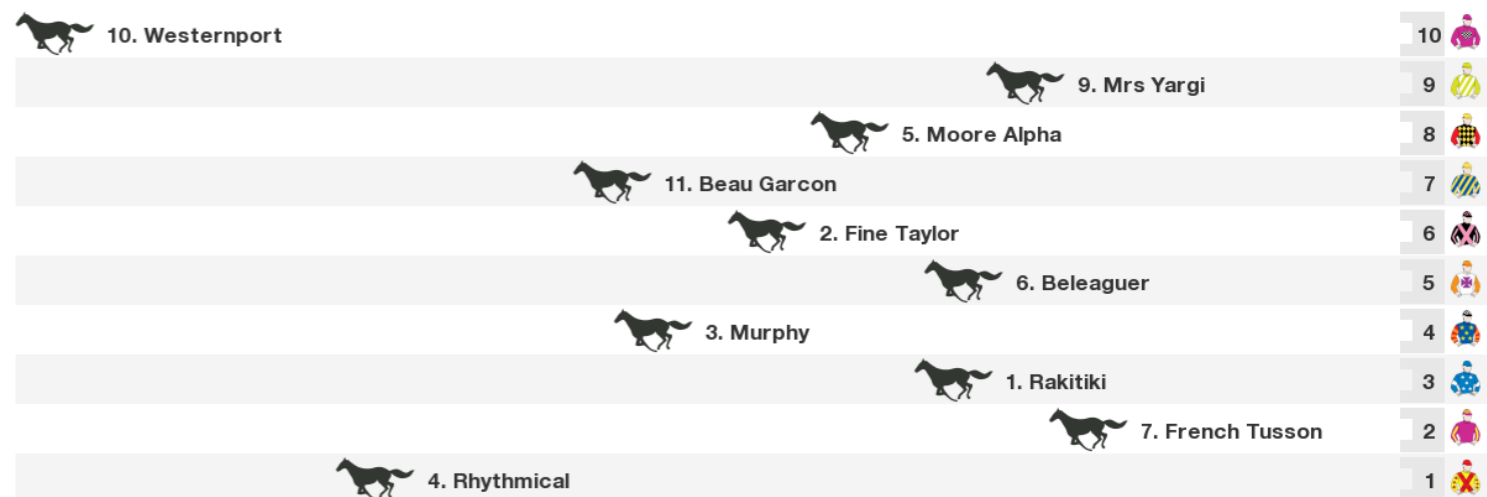 10. Westernport 10
9. Mrs Yargi 9
5. Moore Alpha 8
11. Beau Garcon 7
2. Fine Taylor 6
6. Beleaguer 5
3. Murphy 4
1. Rakitiki 3
7. French Tusson 2
4. Rhythmical 1